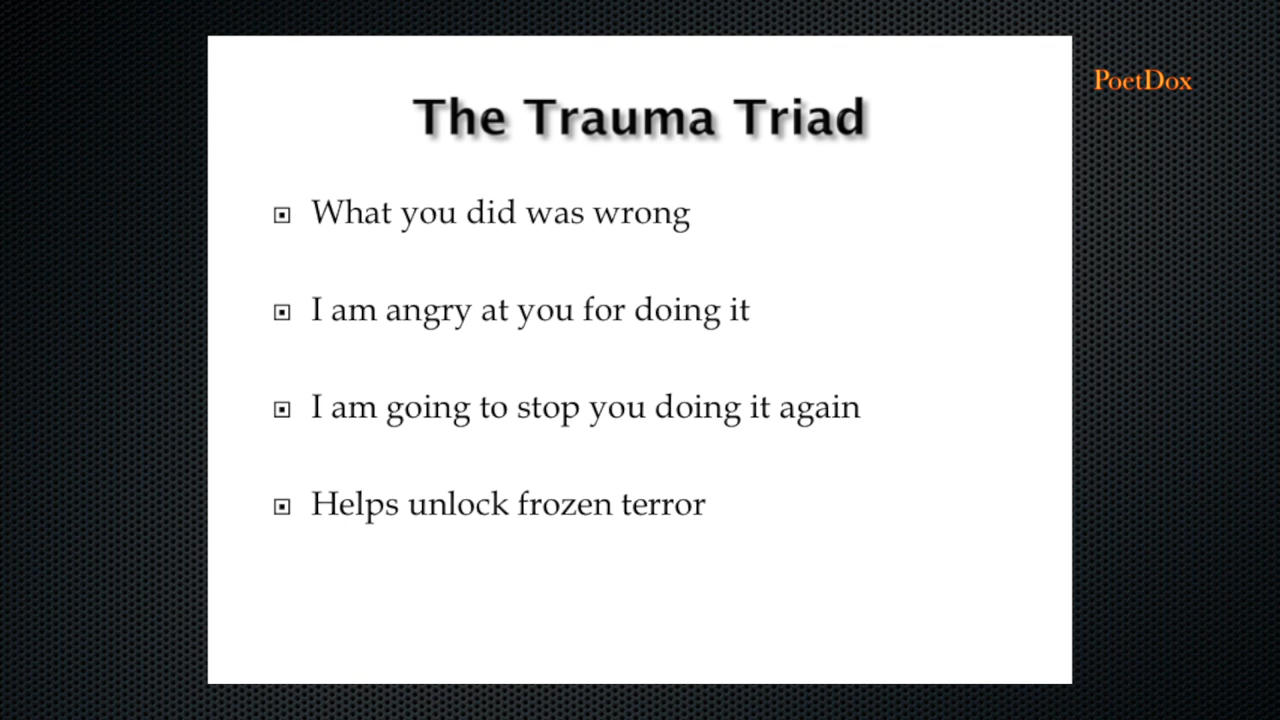 The Trauma Triad
PoetDox
What you did was wrong
I am angry at you for doing it
I am going to stop you doing it again
Helps unlock frozen terror